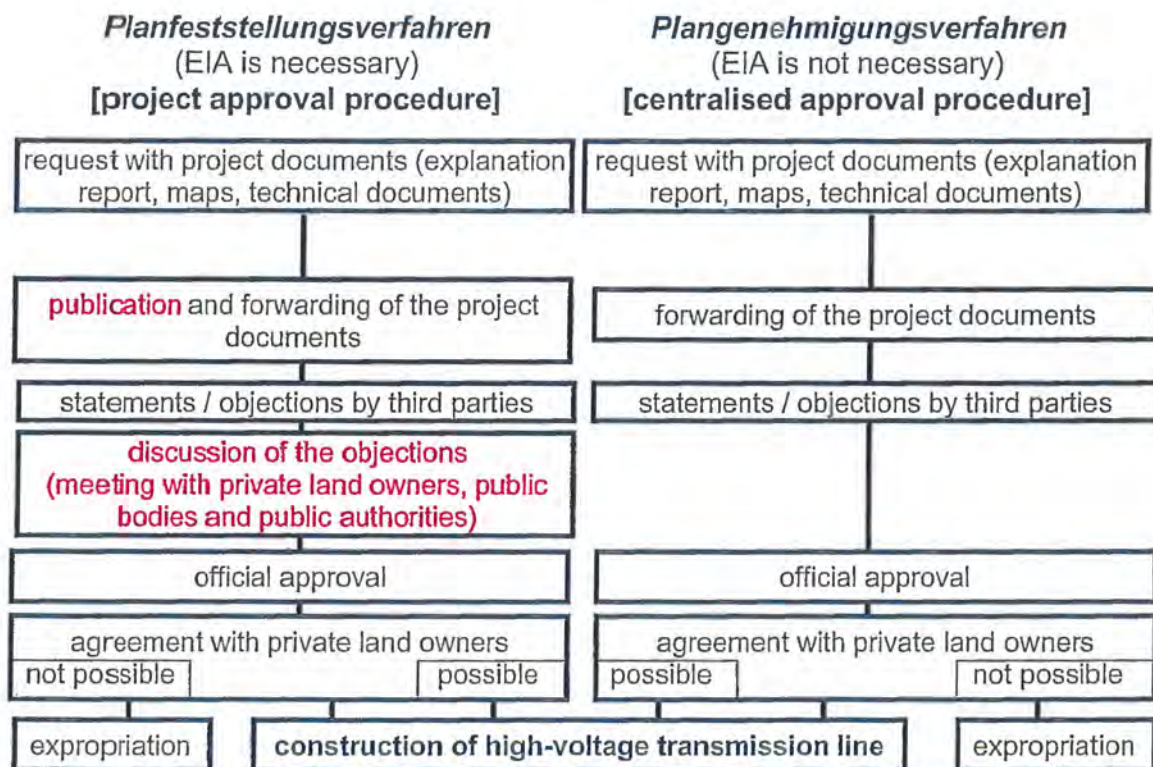 Planfeststellungsverfahren
(EIA is necessary)
[project approval procedure]
request with project documents (explanation
report, maps, technical documents)
publication and forwarding of the project
documents
statements / objections by third parties
discussion of the objections
(meeting with private land owners, public
bodies and public authorities)
official approval
agreement with private land owners
not possible
possible
expropriation
Plangenehmigungsverfahren
(EIA is not necessary)
[centralised approval procedure]
request with project documents (explanation
report, maps, technical documents)
forwarding of the project documents
statements / objections by third parties
official approval
agreement with private land owners
possible
not possible
construction of high-voltage transmission line
expropriation